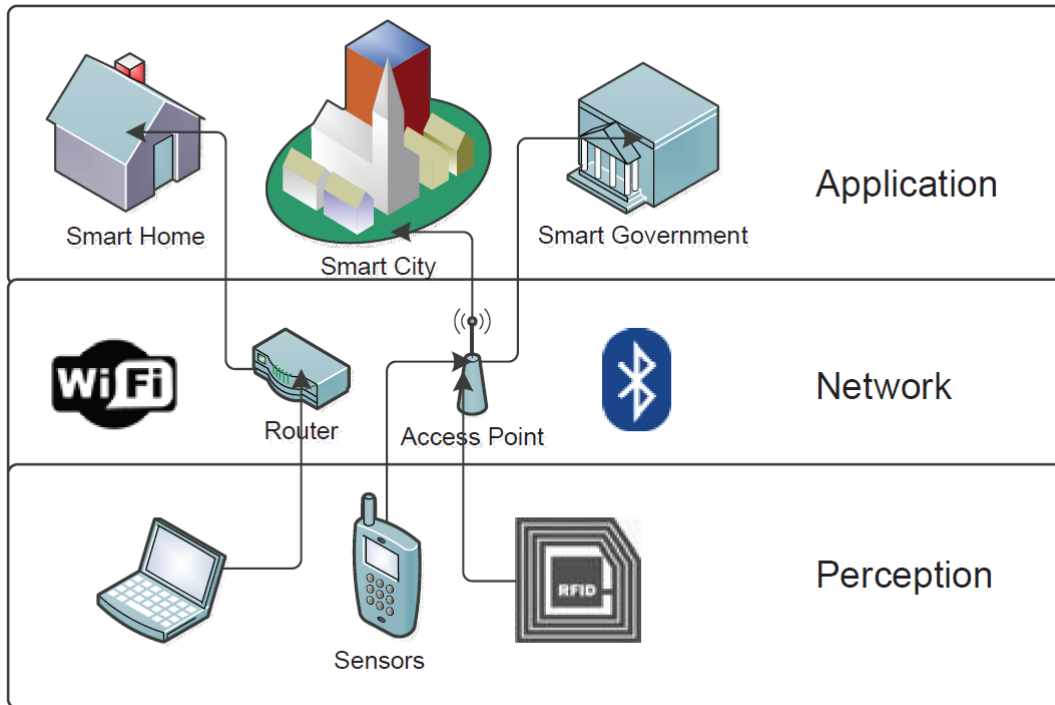 Smart Home
Smart City
Smart Government
Application
WiFi
Router
Access Point
Network
RFID
Sensors
Perception